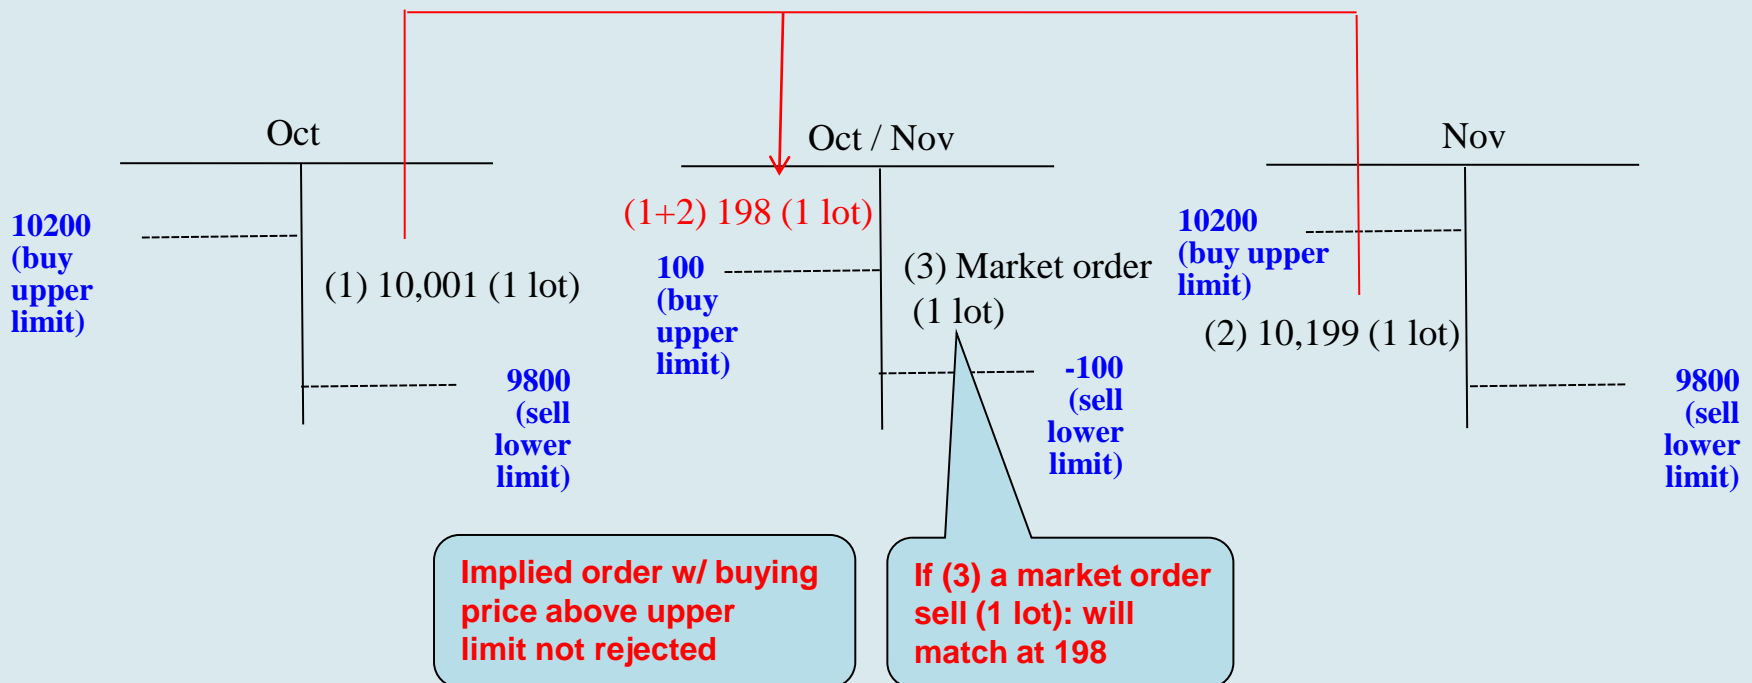 Oct
10200
(buy
upper
limit)
(1) 10,001 (1 lot)
9800
(sell
lower
limit)
Oct / Nov
(1+2) 198 (1 lot)
100
(buy
upper
limit)
(3) Market order
(1 lot)
-100
(sell
lower
limit)
Nov
10200
(buy upper
limit)
(2) 10,199 (1 lot)
9800
(sell
lower
limit)
Implied order w/ buying
price above upper
limit not rejected
If (3) a market order
sell (1 lot): will
match at 198